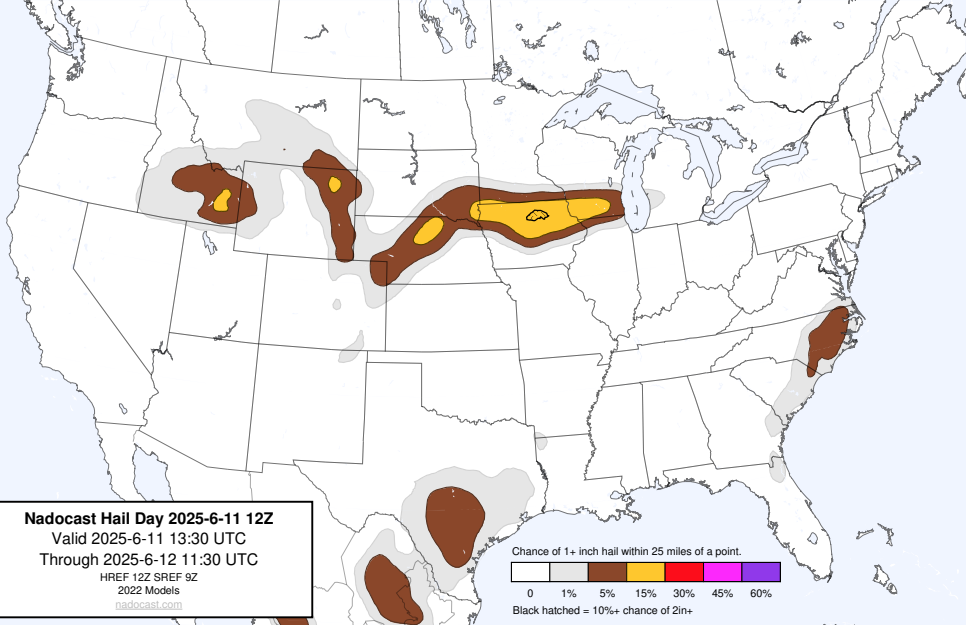 Nadocast Hail Day 2025-6-11 12Z
Valid 2025-6-11 13:30 UTC
Through 2025-6-12 11:30 UTC
HREF 12Z SREF 9Z
2022 Models
nadocast.com
Chance of 1+ inch hail within 25 miles of a point.
0 1% 5% 15% 30% 45% 60%
Black hatched = 10%+ chance of 2in+